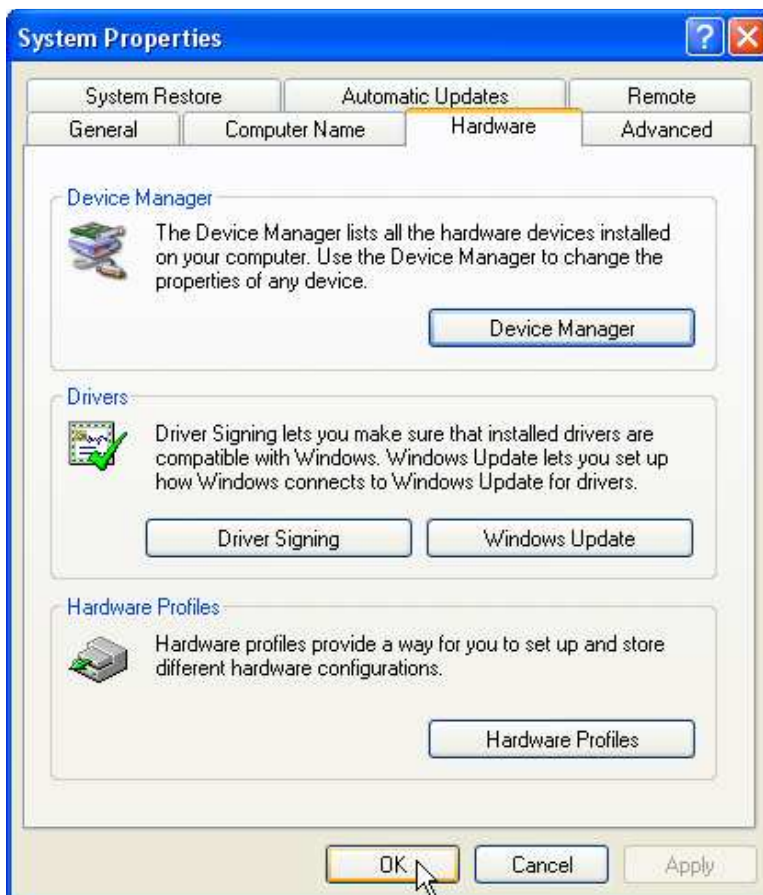 System Properties
System Restore
Automatic Updates
Remote
General
Computer Name
Hardware
Advanced
Device Manager
The Device Manager lists all the hardware devices installed
on your computer. Use the Device Manager to change the
properties of any device.
Device Manager
Drivers
Driver Signing lets you make sure that installed drivers are
compatible with Windows. Windows Update lets you set up
how Windows connects to Windows Update for drivers.
Driver Signing
Windows Update
Hardware Profiles
Hardware profiles provide a way for you to set up and store
different hardware configurations.
Hardware Profiles
OK
Cancel
Apply